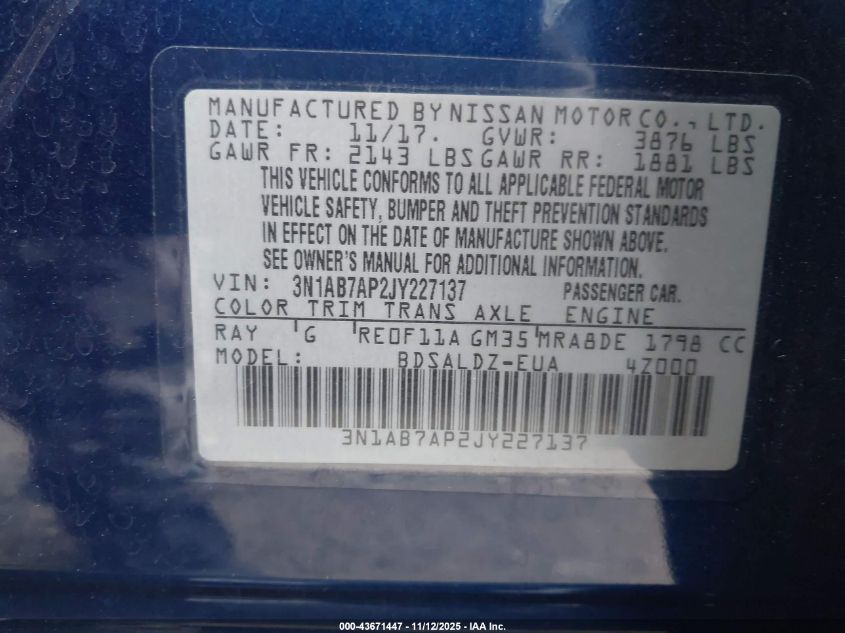 MANUFACTURED BY NISSAN MOTOR CO., LTD.
DATE: 11/17. GVWR: 3876 LBS
GAWR FR: 2143 LBS GAWR RR: 1881 LBS
THIS VEHICLE CONFORMS TO ALL APPLICABLE FEDERAL MOTOR
VEHICLE SAFETY, BUMPER AND THEFT PREVENTION STANDARDS
IN EFFECT ON THE DATE OF MANUFACTURE SHOWN ABOVE.
SEE OWNER'S MANUAL FOR ADDITIONAL INFORMATION.
VIN: 3N1AB7AP2JY227137 PASSENGER CAR.
COLOR TRIM TRANS AXLE ENGINE
RAY G RE0F11A GM35 MRA8DE 1798 CC
MODEL: BDSALDZ-EUA 4Z000
3N1AB7AP2JY227137
000-43671447 - 11/12/2025 - IAA Inc.